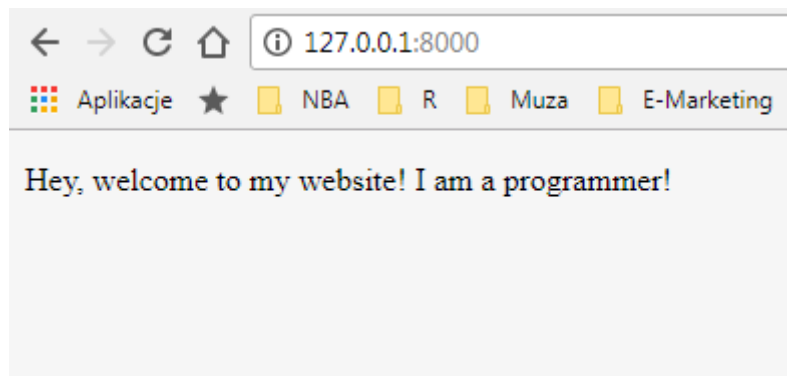 127.0.0.1:8000
Aplikacje NBA R Muza E-Marketing
Hey, welcome to my website! I am a programmer!